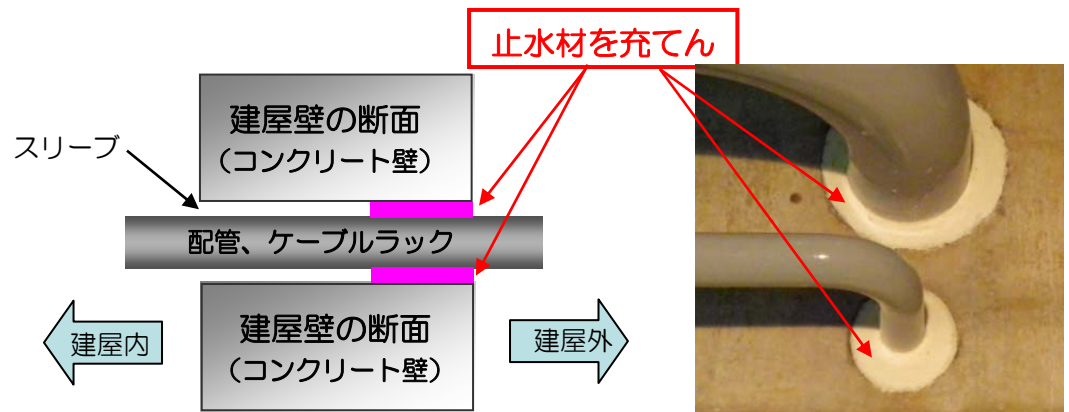 止水材を充てん
建屋壁の断面
（コンクリート壁）
スリーブ
配管、ケーブルラック
建屋壁の断面
（コンクリート壁）
建屋内
建屋外